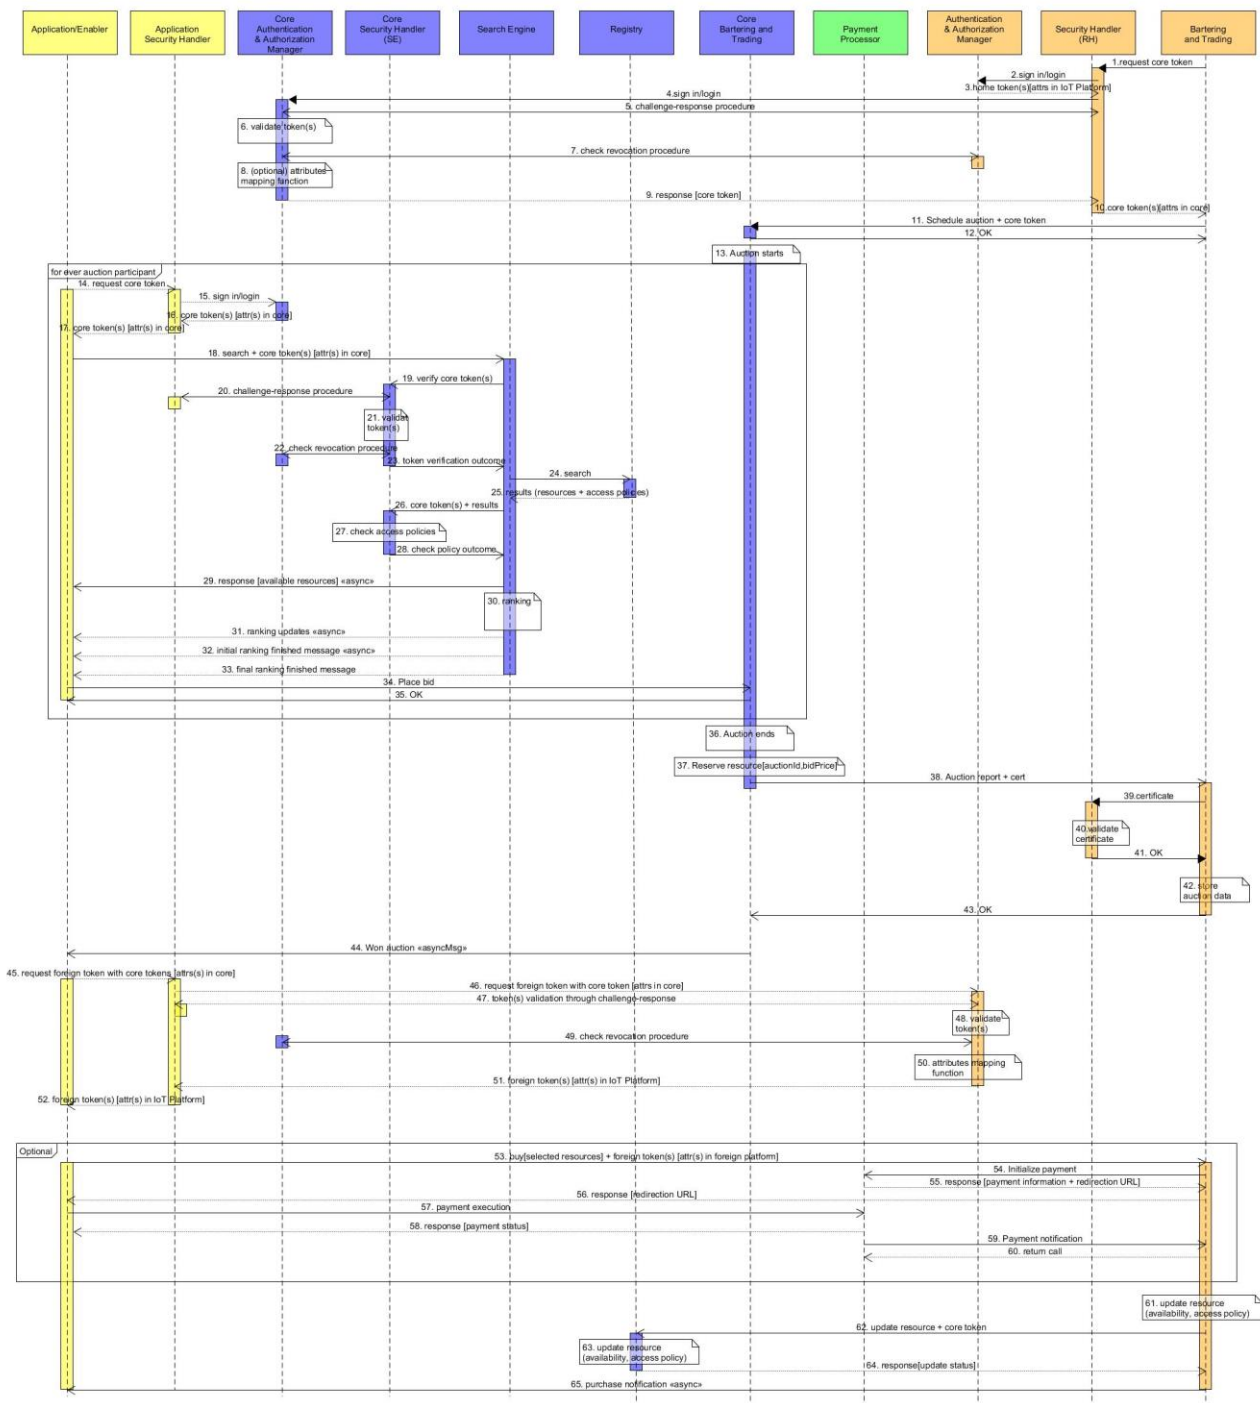 Application/Enabler
Application
Security Handler
Core
Authentication
& Authorization
Manager
Core
Security Handler
(SE)
Search Engine
Registry
Core
Bartering and
Trading
Payment
Processor
Authentication
& Authorization
Manager
Security Handler
(RH)
Bartering
and Trading
1.request core token
2.sign in/login
3.home token(s)[attrs in IoT Platform]
4.sign in/login
5. challenge-response procedure
6. validate token(s)
7. check revocation procedure
8. (optional) attributes
mapping function
9. response [core token]
10.core token(s)[attrs in core]
11. Schedule auction + core token
12. OK
13. Auction starts
for ever auction participant
14. request core token
15. sign in/login
16. core token(s) [attr(s) in core]
17. core token(s) [attr(s) in core]
18. search + core token(s) [attr(s) in core]
19. verify core token(s)
20. challenge-response procedure
21. validat
token(s)
22. check revocation procedure
23. token verification outcome
24. search
25. results (resources + access policies)
26. core token(s) + results
27. check access policies
28. check policy outcome
29. response [available resources] «async»
30. ranking
31. ranking updates «async»
32. initial ranking finished message «async»
33. final ranking finished message
34. Place bid
35. OK
36. Auction ends
37. Reserve resource[auctionId,bidPrice]
38. Auction report + cert
39.certificate
40.validate
certificate
41. OK
42. store
auction data
43. OK
44. Won auction «asyncMsg»
45. request foreign token with core tokens [attrs(s) in core]
46. request foreign token with core token [attrs in core]
47. token(s) validation through challenge-response
48. validate
token(s)
49. check revocation procedure
50. attributes mapping
function
51. foreign token(s) [attr(s) in IoT Platform]
52. foreign token(s) [attr(s) in IoT Platform]
Optional
53. buy[selected resources] + foreign token(s) [attr(s) in foreign platform]
54. Initialize payment
55. response [payment information + redirection URL]
56. response [redirection URL]
57. payment execution
58. response [payment status]
59. Payment notification
60. return call
61. update resource
(availability, access policy)
62. update resource + core token
63. update resource
(availability, access policy)
64. response[update status]
65. purchase notification «async»